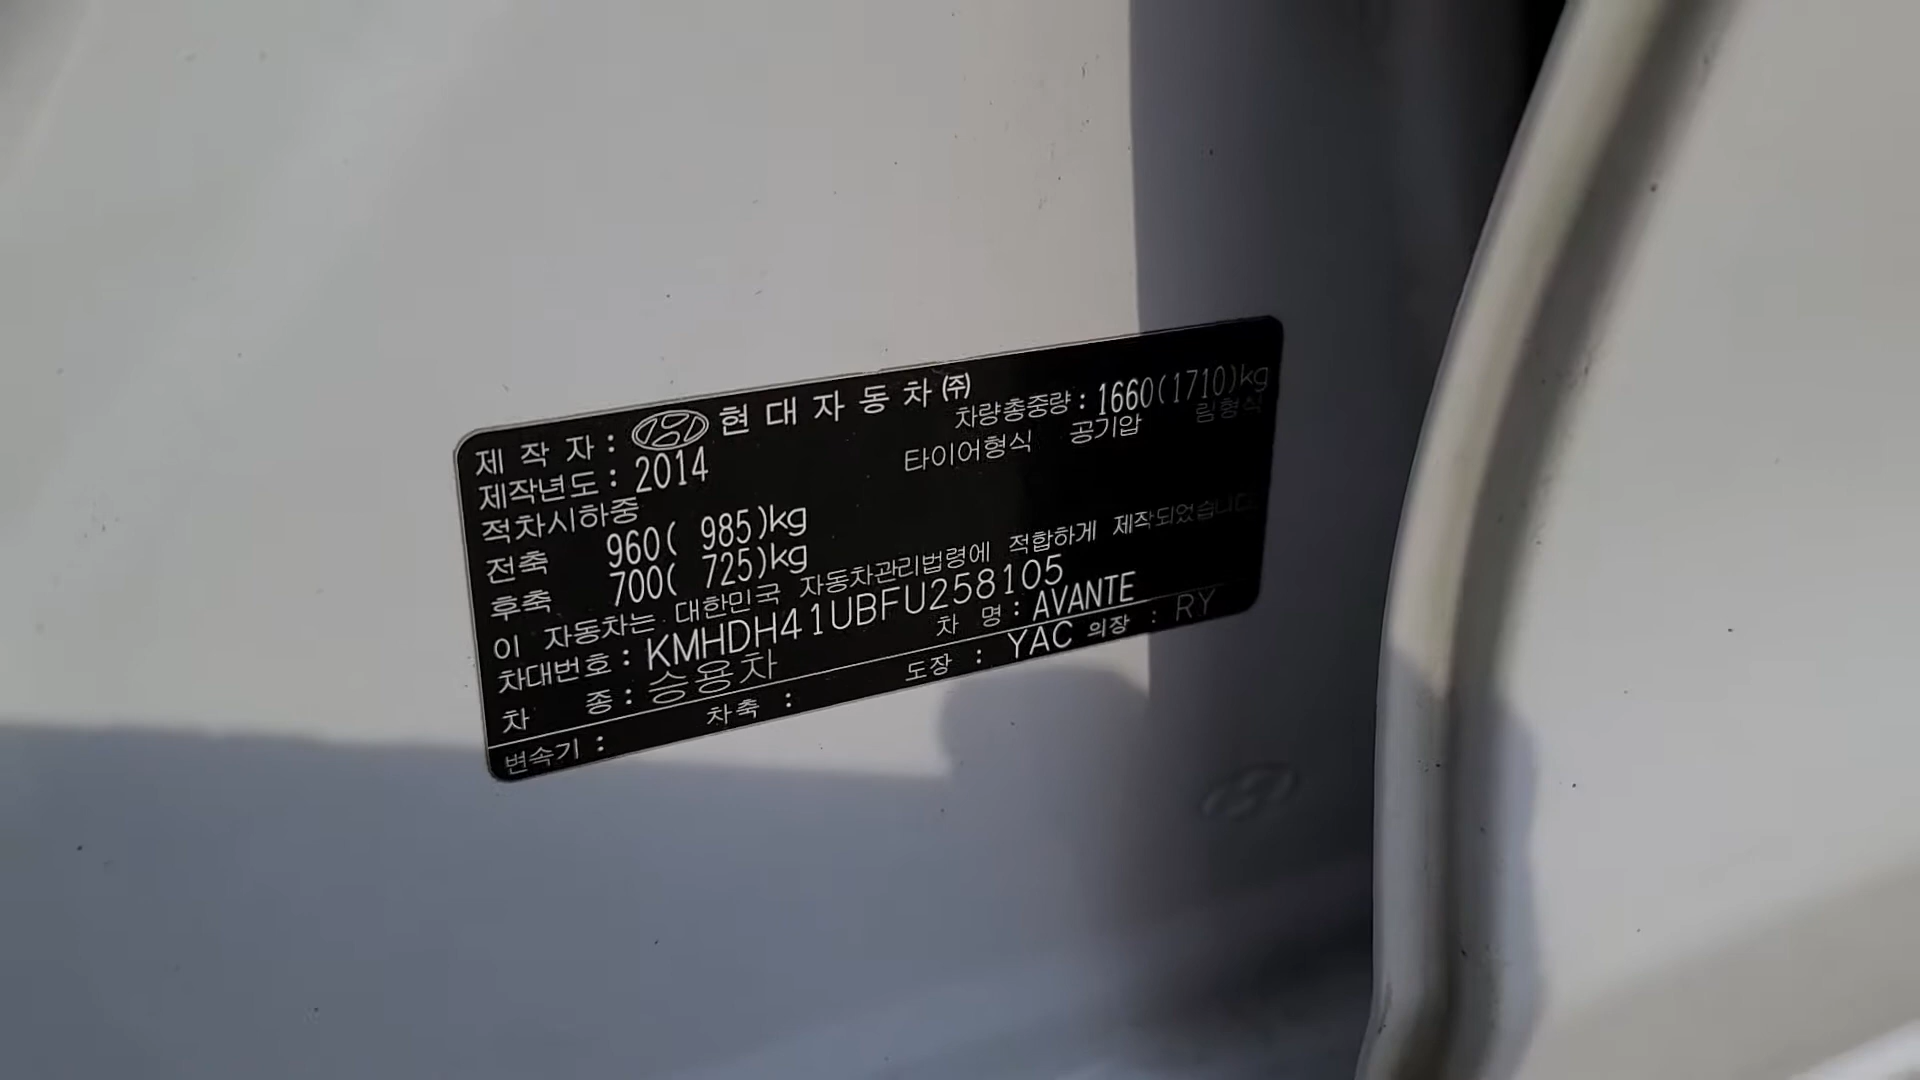 제 작 자 : 현 대 자 동 차 ㈜
제작년도 : 2014 차량총중량 : 1660(1710)kg
적차시하중 타이어형식 공기압 림형식
전축 960( 985)kg
후축 700( 725)kg
이 자동차는 대한민국 자동차관리법령에 적합하게 제작되었습니다.
차대번호 : KMHDH41UBFU258105
차 종 : 승용차 차 명 : AVANTE
변속기 : 차축 : 도장 : YAC 의장 : RY